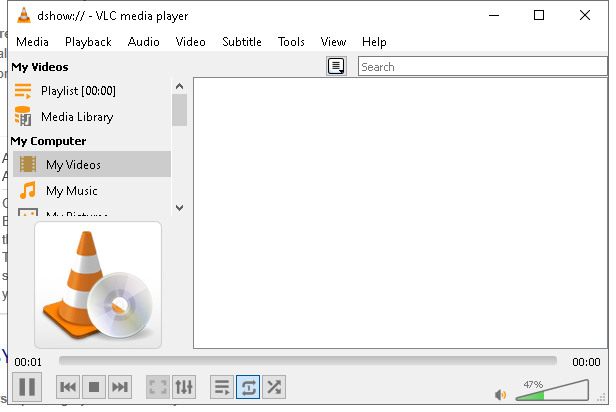 dshow:// - VLC media player
Media Playback Audio Video Subtitle Tools View Help
My Videos
Search
Playlist [00:00]
Media Library
My Computer
My Videos
My Music
My Pictures
00:01
00:00
47%